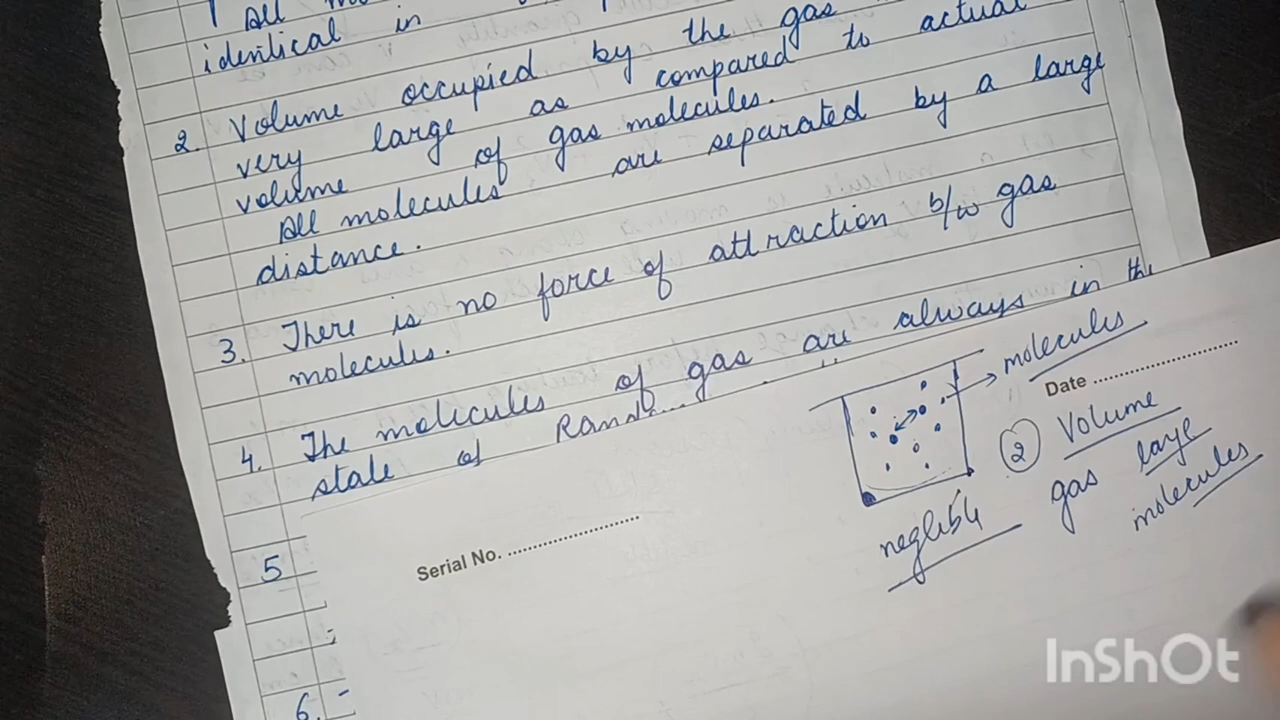 All
identical in
2. Volume occupied by the gas
very large as compared to actual
volume of gas molecules.
All molecules are separated by a large
distance.
3. There is no force of attraction b/w gas
molecules.
4. The molecules of gas are always in the
state of
5
6.
molecules
Date
② Volume
neglible gas large
molecules
Serial No.
InShOt